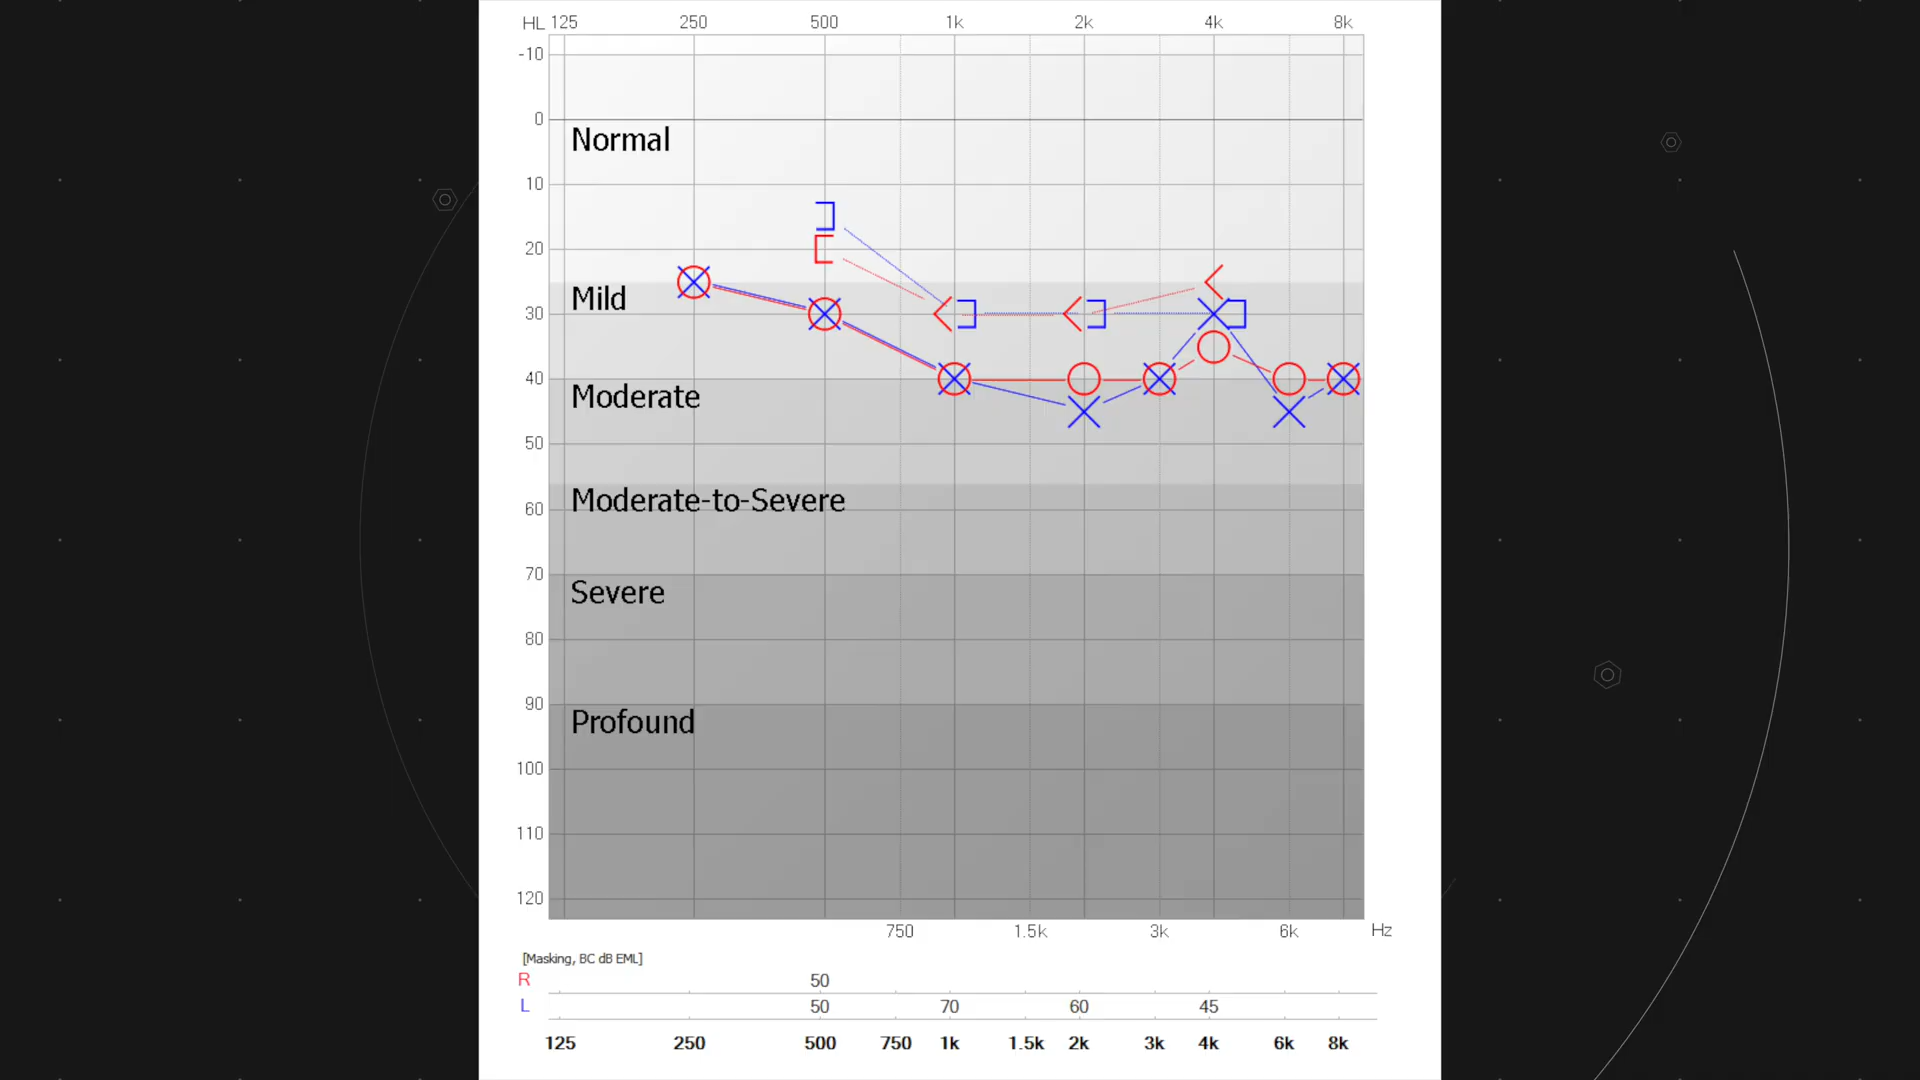 HL 125 250 500 1k 2k 4k 8k
-10
0
Normal
10
20
Mild
30
40
Moderate
50
Moderate-to-Severe
60
70
Severe
80
90
Profound
100
110
120
750 1.5k 3k 6k Hz
[Masking, BC dB EML]
R 50
L 50 70 60 45
125 250 500 750 1k 1.5k 2k 3k 4k 6k 8k